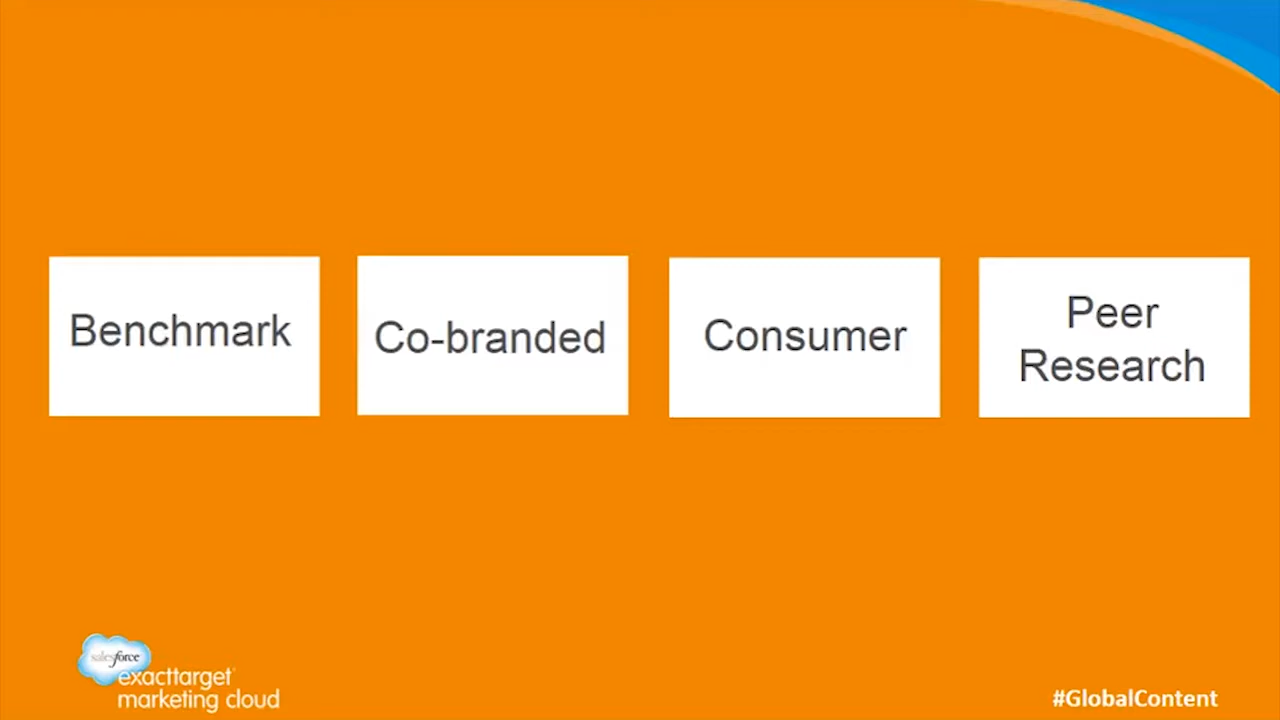 Benchmark
Co-branded
Consumer
Peer
Research
salesforce
exacttarget
marketing cloud
#GlobalContent